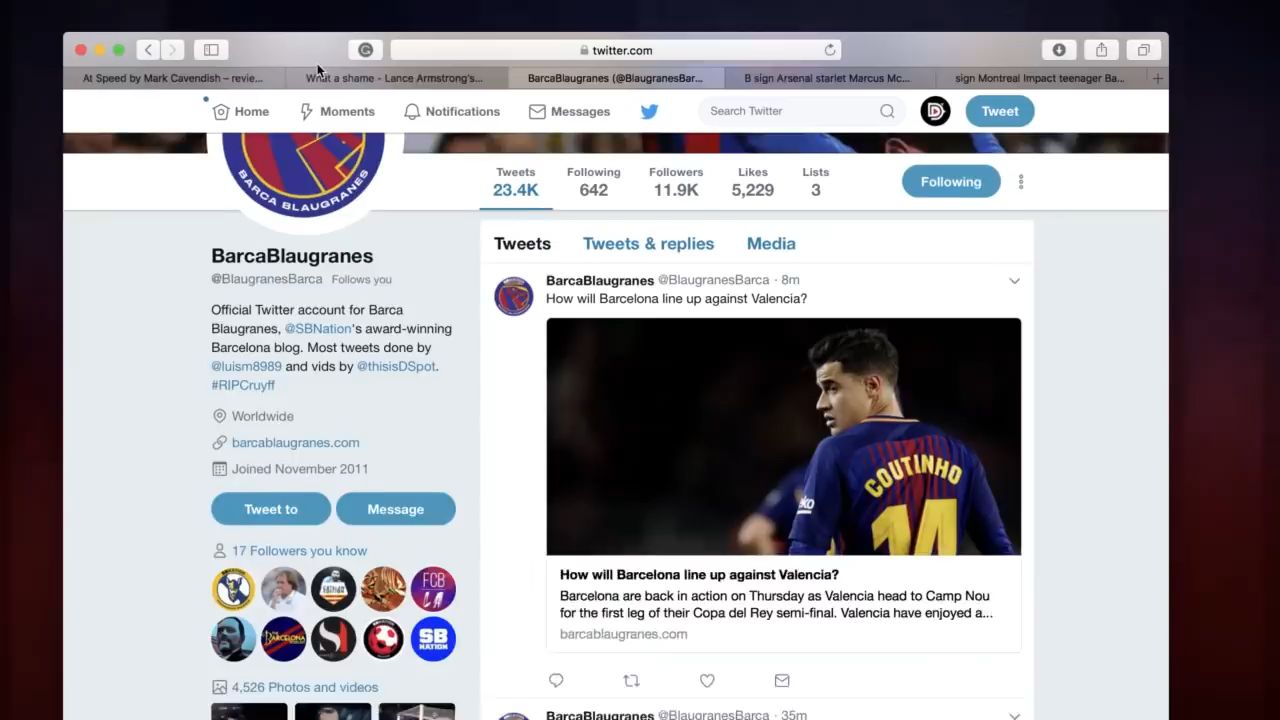 twitter.com
At Speed by Mark Cavendish – revie...
What a shame - Lance Armstrong's...
BarcaBlaugranes (@BlaugranesBar...
B sign Arsenal starlet Marcus Mc...
sign Montreal Impact teenager Ba...
Home
Moments
Notifications
Messages
Search Twitter
Tweet
BARCA BLAUGRANES
Tweets
23.4K
Following
642
Followers
11.9K
Likes
5,229
Lists
3
Following
BarcaBlaugranes
@BlaugranesBarca Follows you
Official Twitter account for Barca
Blaugranes, @SBNation's award-winning
Barcelona blog. Most tweets done by
@luism8989 and vids by @thisisDSpot.
#RIPCruyff
Worldwide
barcablaugranes.com
Joined November 2011
Tweet to
Message
17 Followers you know
FCB
LA
BARCELONA
SB
NATION
4,526 Photos and videos
Tweets
Tweets & replies
Media
BarcaBlaugranes @BlaugranesBarca · 8m
How will Barcelona line up against Valencia?
COUTINHO
14
How will Barcelona line up against Valencia?
Barcelona are back in action on Thursday as Valencia head to Camp Nou
for the first leg of their Copa del Rey semi-final. Valencia have enjoyed a...
barcablaugranes.com
BarcaBlaugranes @BlaugranesBarca · 35m